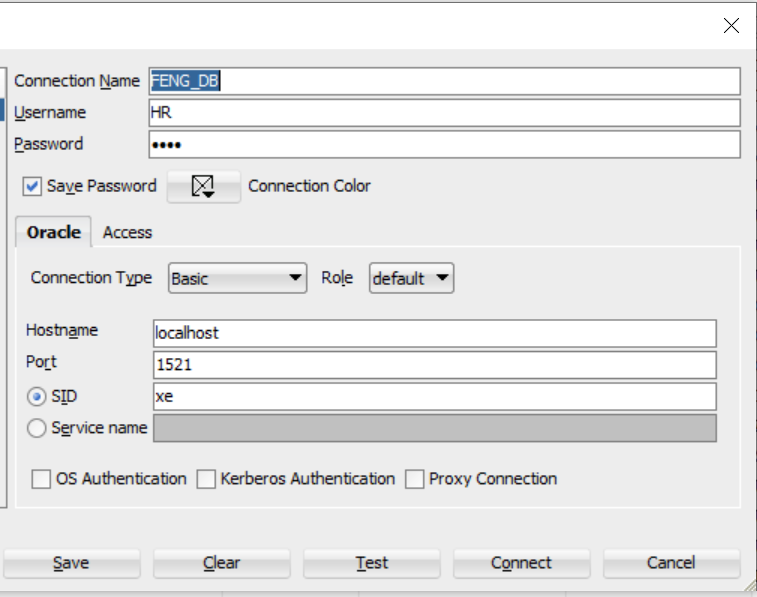 Connection Name FENG_DB
Username HR
Password ••••
Save Password Connection Color
Oracle Access
Connection Type Basic Role default
Hostname localhost
Port 1521
SID xe
Service name
OS Authentication Kerberos Authentication Proxy Connection
Save Clear Test Connect Cancel